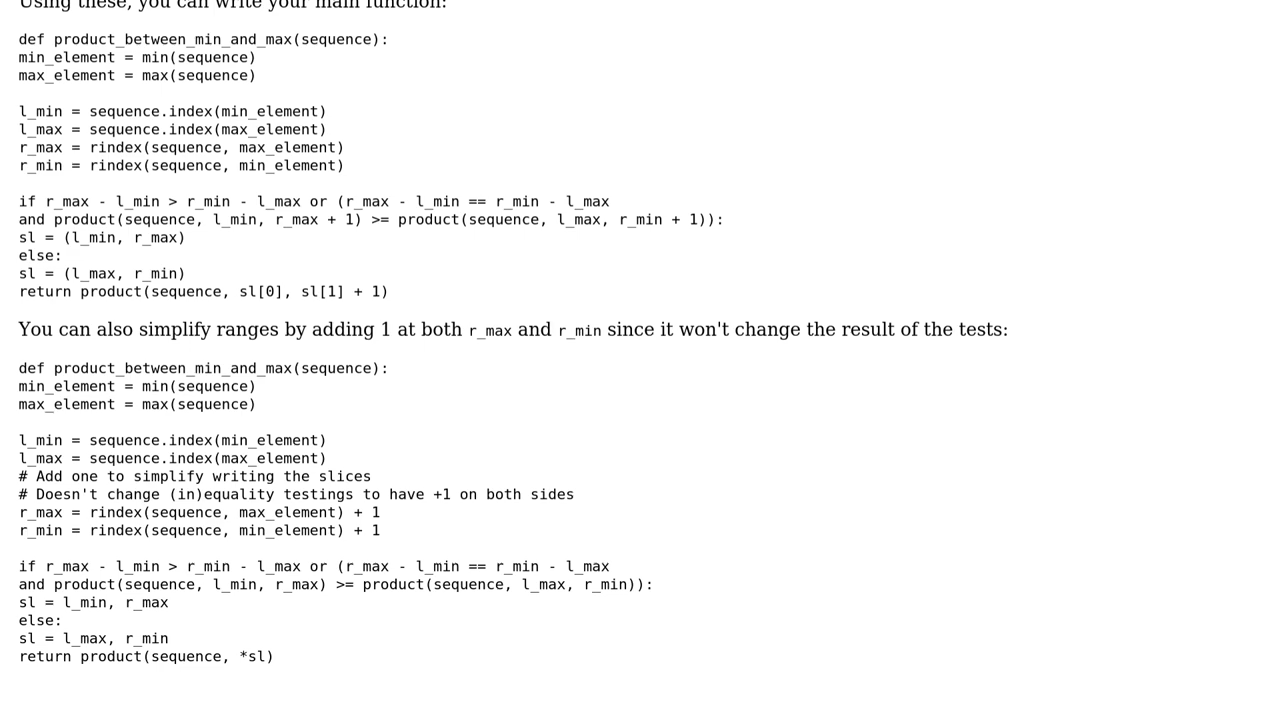 Using these, you can write your main function:
def product_between_min_and_max(sequence):
min_element = min(sequence)
max_element = max(sequence)
l_min = sequence.index(min_element)
l_max = sequence.index(max_element)
r_max = rindex(sequence, max_element)
r_min = rindex(sequence, min_element)
if r_max - l_min > r_min - l_max or (r_max - l_min == r_min - l_max
and product(sequence, l_min, r_max + 1) >= product(sequence, l_max, r_min + 1)):
sl = (l_min, r_max)
else:
sl = (l_max, r_min)
return product(sequence, sl[0], sl[1] + 1)
You can also simplify ranges by adding 1 at both r_max and r_min since it won't change the result of the tests:
def product_between_min_and_max(sequence):
min_element = min(sequence)
max_element = max(sequence)
l_min = sequence.index(min_element)
l_max = sequence.index(max_element)
# Add one to simplify writing the slices
# Doesn't change (in)equality testings to have +1 on both sides
r_max = rindex(sequence, max_element) + 1
r_min = rindex(sequence, min_element) + 1
if r_max - l_min > r_min - l_max or (r_max - l_min == r_min - l_max
and product(sequence, l_min, r_max) >= product(sequence, l_max, r_min)):
sl = l_min, r_max
else:
sl = l_max, r_min
return product(sequence, *sl)